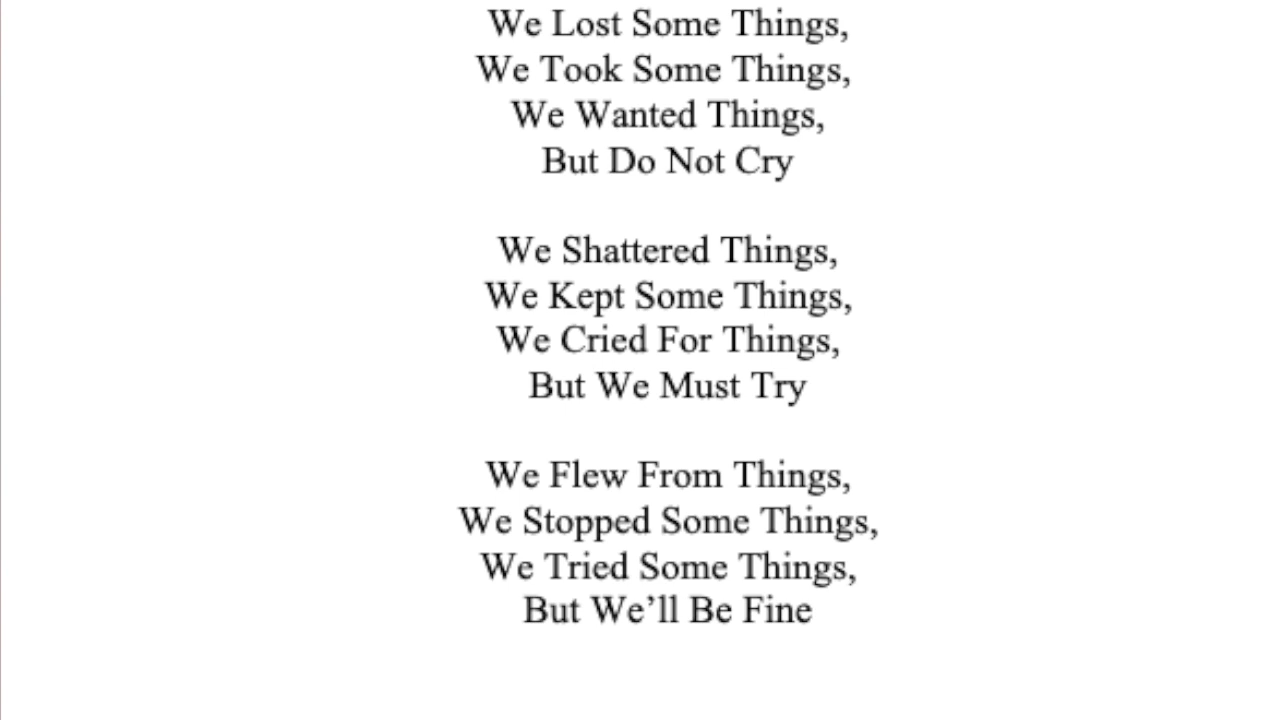 We Lost Some Things,
We Took Some Things,
We Wanted Things,
But Do Not Cry
We Shattered Things,
We Kept Some Things,
We Cried For Things,
But We Must Try
We Flew From Things,
We Stopped Some Things,
We Tried Some Things,
But We’ll Be Fine